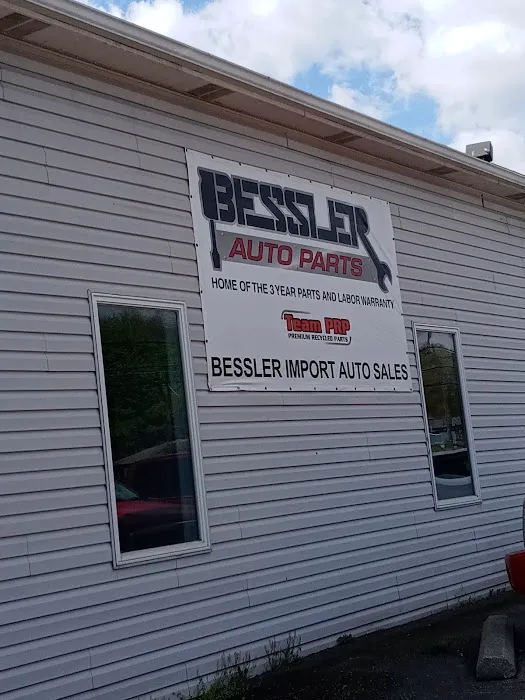 BESSLER
AUTO PARTS
HOME OF THE 3 YEAR PARTS AND LABOR WARRANTY
Team PRP
PREMIUM RECYCLED PARTS
BESSLER IMPORT AUTO SALES